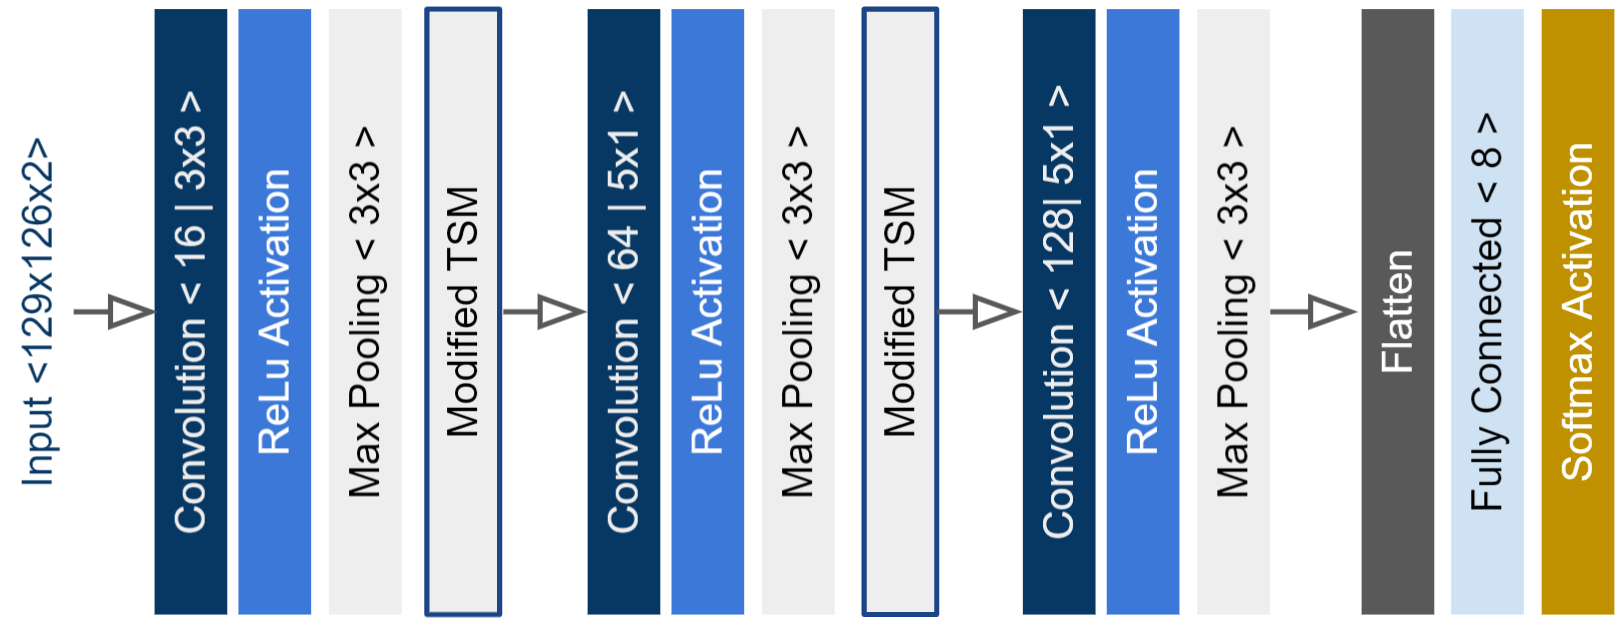 Input <129x126x2>
Convolution < 16 | 3x3 >
ReLu Activation
Max Pooling < 3x3 >
Modified TSM
Convolution < 64 | 5x1 >
ReLu Activation
Max Pooling < 3x3 >
Modified TSM
Convolution < 128| 5x1 >
ReLu Activation
Max Pooling < 3x3 >
Flatten
Fully Connected < 8 >
Softmax Activation